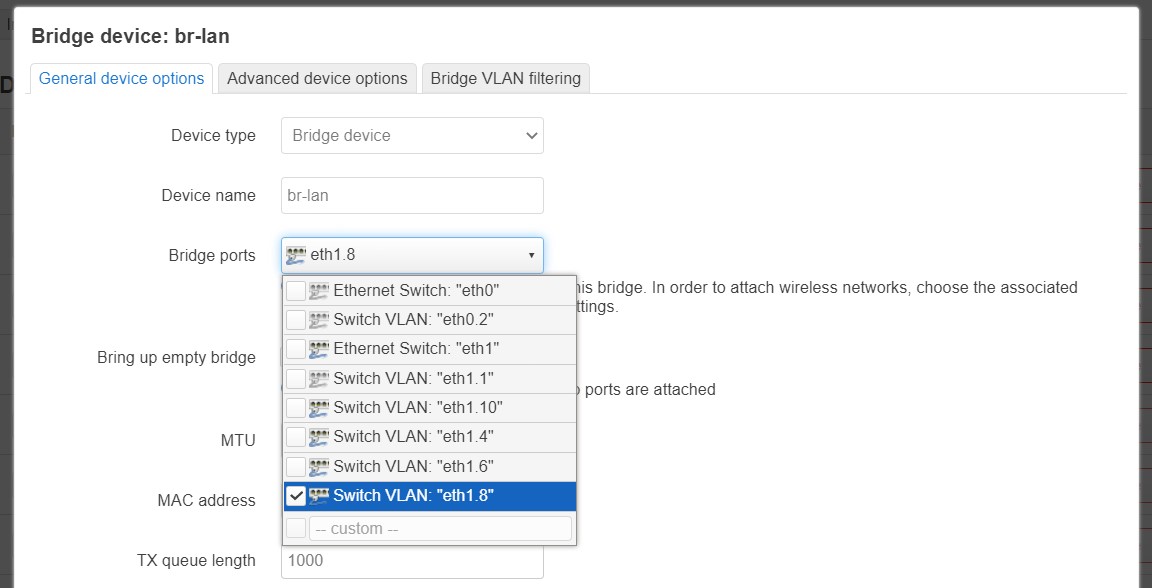 Bridge device: br-lan
General device options
Advanced device options
Bridge VLAN filtering
Device type
Bridge device
Device name
br-lan
Bridge ports
eth1.8
Ethernet Switch: "eth0"
his bridge. In order to attach wireless networks, choose the associated
ttings.
Switch VLAN: "eth0.2"
Ethernet Switch: "eth1"
Bring up empty bridge
Switch VLAN: "eth1.1"
ports are attached
Switch VLAN: "eth1.10"
MTU
Switch VLAN: "eth1.4"
Switch VLAN: "eth1.6"
MAC address
Switch VLAN: "eth1.8"
-- custom --
TX queue length
1000